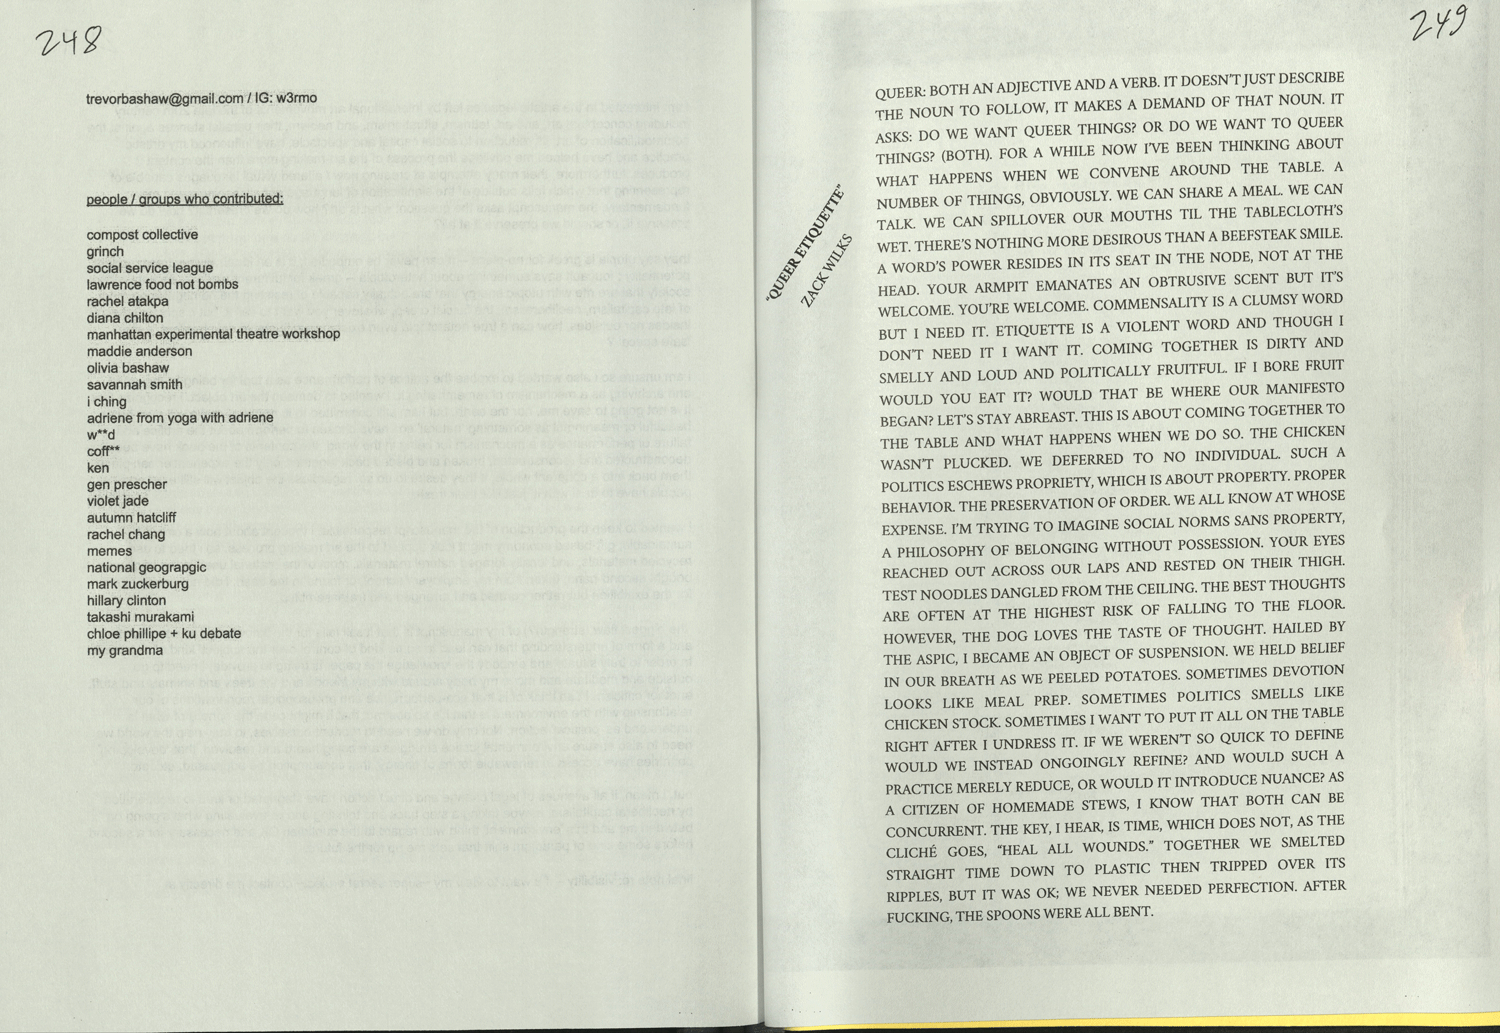 248
trevorbashaw@gmail.com / IG: w3rmo
people / groups who contributed:
compost collective
grinch
social service league
lawrence food not bombs
rachel atakpa
diana chilton
manhattan experimental theatre workshop
maddie anderson
olivia bashaw
savannah smith
i ching
adriene from yoga with adriene
w**d
coff**
ken
gen prescher
violet jade
autumn hatcliff
rachel chang
memes
national geograpgic
mark zuckerburg
hillary clinton
takashi murakami
chloe phillipe + ku debate
my grandma
249
"QUEER ETIQUETTE"
ZACK WILKS
QUEER: BOTH AN ADJECTIVE AND A VERB. IT DOESN'T JUST DESCRIBE
THE NOUN TO FOLLOW, IT MAKES A DEMAND OF THAT NOUN. IT
ASKS: DO WE WANT QUEER THINGS? OR DO WE WANT TO QUEER
THINGS? (BOTH). FOR A WHILE NOW I'VE BEEN THINKING ABOUT
WHAT HAPPENS WHEN WE CONVENE AROUND THE TABLE. A
NUMBER OF THINGS, OBVIOUSLY. WE CAN SHARE A MEAL. WE CAN
TALK. WE CAN SPILLOVER OUR MOUTHS TIL THE TABLECLOTH'S
WET. THERE'S NOTHING MORE DESIROUS THAN A BEEFSTEAK SMILE.
A WORD'S POWER RESIDES IN ITS SEAT IN THE NODE, NOT AT THE
HEAD. YOUR ARMPIT EMANATES AN OBTRUSIVE SCENT BUT IT'S
WELCOME. YOU'RE WELCOME. COMMENSALITY IS A CLUMSY WORD
BUT I NEED IT. ETIQUETTE IS A VIOLENT WORD AND THOUGH I
DON'T NEED IT I WANT IT. COMING TOGETHER IS DIRTY AND
SMELLY AND LOUD AND POLITICALLY FRUITFUL. IF I BORE FRUIT
WOULD YOU EAT IT? WOULD THAT BE WHERE OUR MANIFESTO
BEGAN? LET'S STAY ABREAST. THIS IS ABOUT COMING TOGETHER TO
THE TABLE AND WHAT HAPPENS WHEN WE DO SO. THE CHICKEN
WASN'T PLUCKED. WE DEFERRED TO NO INDIVIDUAL. SUCH A
POLITICS ESCHEWS PROPRIETY, WHICH IS ABOUT PROPERTY. PROPER
BEHAVIOR. THE PRESERVATION OF ORDER. WE ALL KNOW AT WHOSE
EXPENSE. I'M TRYING TO IMAGINE SOCIAL NORMS SANS PROPERTY,
A PHILOSOPHY OF BELONGING WITHOUT POSSESSION. YOUR EYES
REACHED OUT ACROSS OUR LAPS AND RESTED ON THEIR THIGH.
TEST NOODLES DANGLED FROM THE CEILING. THE BEST THOUGHTS
ARE OFTEN AT THE HIGHEST RISK OF FALLING TO THE FLOOR.
HOWEVER, THE DOG LOVES THE TASTE OF THOUGHT. HAILED BY
THE ASPIC, I BECAME AN OBJECT OF SUSPENSION. WE HELD BELIEF
IN OUR BREATH AS WE PEELED POTATOES. SOMETIMES DEVOTION
LOOKS LIKE MEAL PREP. SOMETIMES POLITICS SMELLS LIKE
CHICKEN STOCK. SOMETIMES I WANT TO PUT IT ALL ON THE TABLE
RIGHT AFTER I UNDRESS IT. IF WE WEREN'T SO QUICK TO DEFINE
WOULD WE INSTEAD ONGOINGLY REFINE? AND WOULD SUCH A
PRACTICE MERELY REDUCE, OR WOULD IT INTRODUCE NUANCE? AS
A CITIZEN OF HOMEMADE STEWS, I KNOW THAT BOTH CAN BE
CONCURRENT. THE KEY, I HEAR, IS TIME, WHICH DOES NOT, AS THE
CLICHÉ GOES, "HEAL ALL WOUNDS." TOGETHER WE SMELTED
STRAIGHT TIME DOWN TO PLASTIC THEN TRIPPED OVER ITS
RIPPLES, BUT IT WAS OK; WE NEVER NEEDED PERFECTION. AFTER
FUCKING, THE SPOONS WERE ALL BENT.